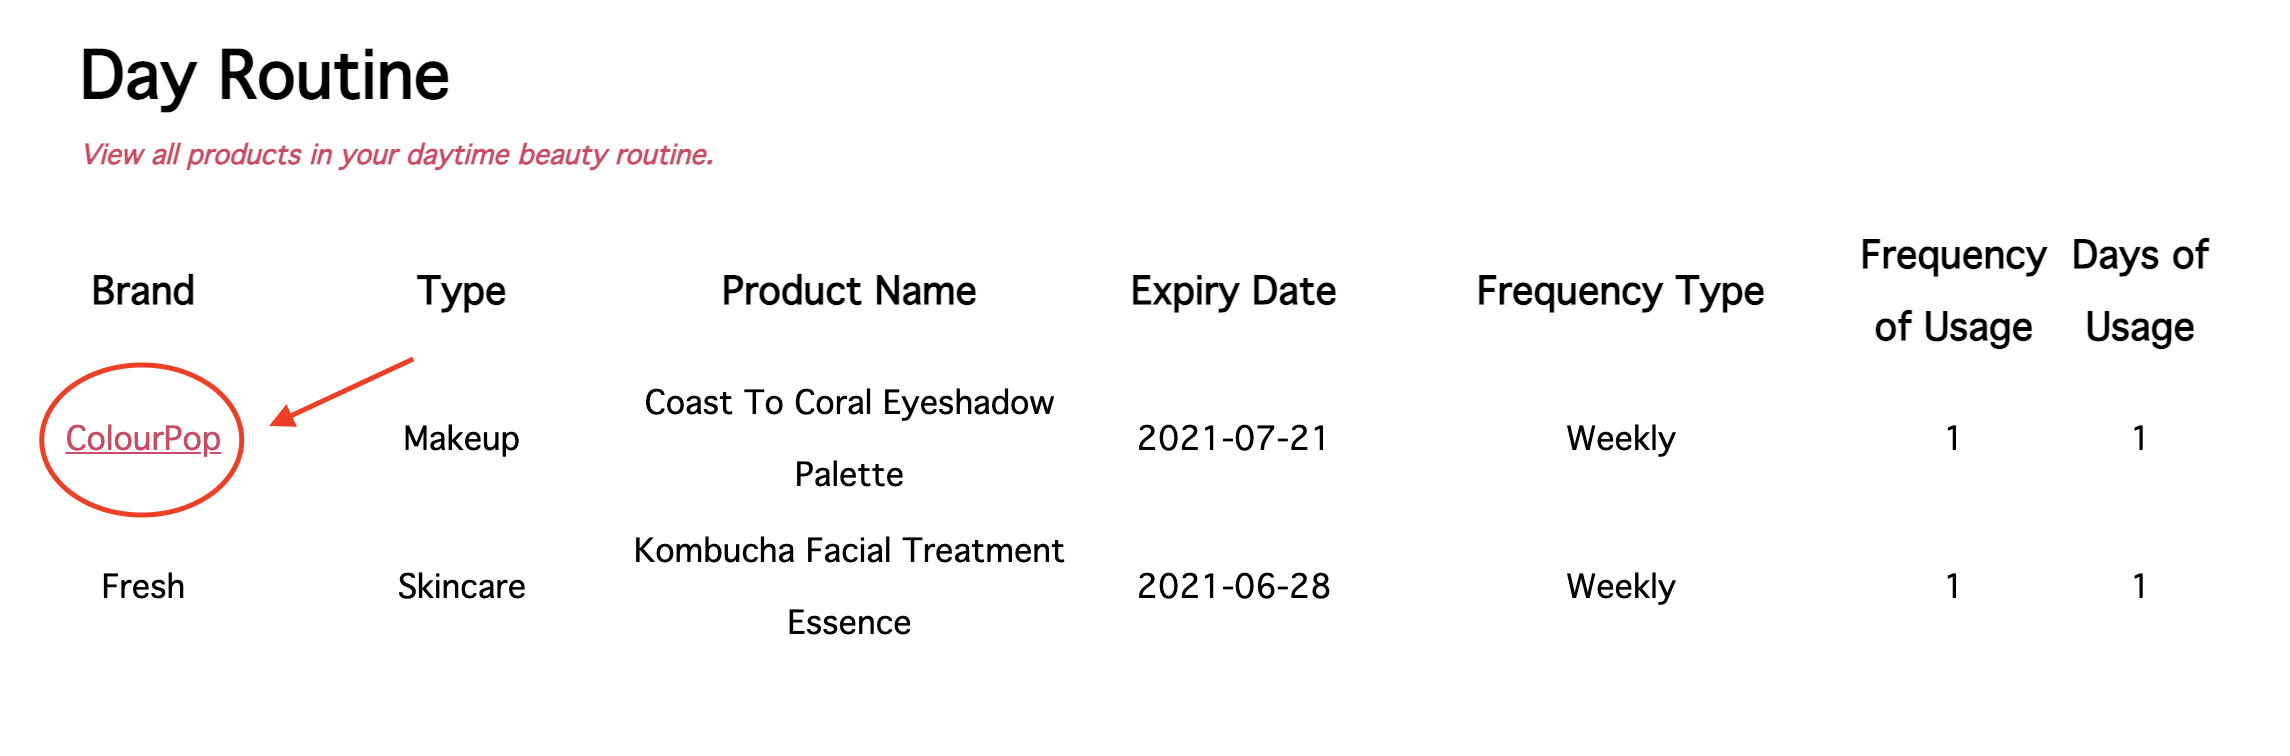 Day Routine
View all products in your daytime beauty routine.
Brand Type Product Name Expiry Date Frequency Type Frequency of Usage Days of Usage
ColourPop Makeup Coast To Coral Eyeshadow Palette 2021-07-21 Weekly 1 1
Fresh Skincare Kombucha Facial Treatment Essence 2021-06-28 Weekly 1 1